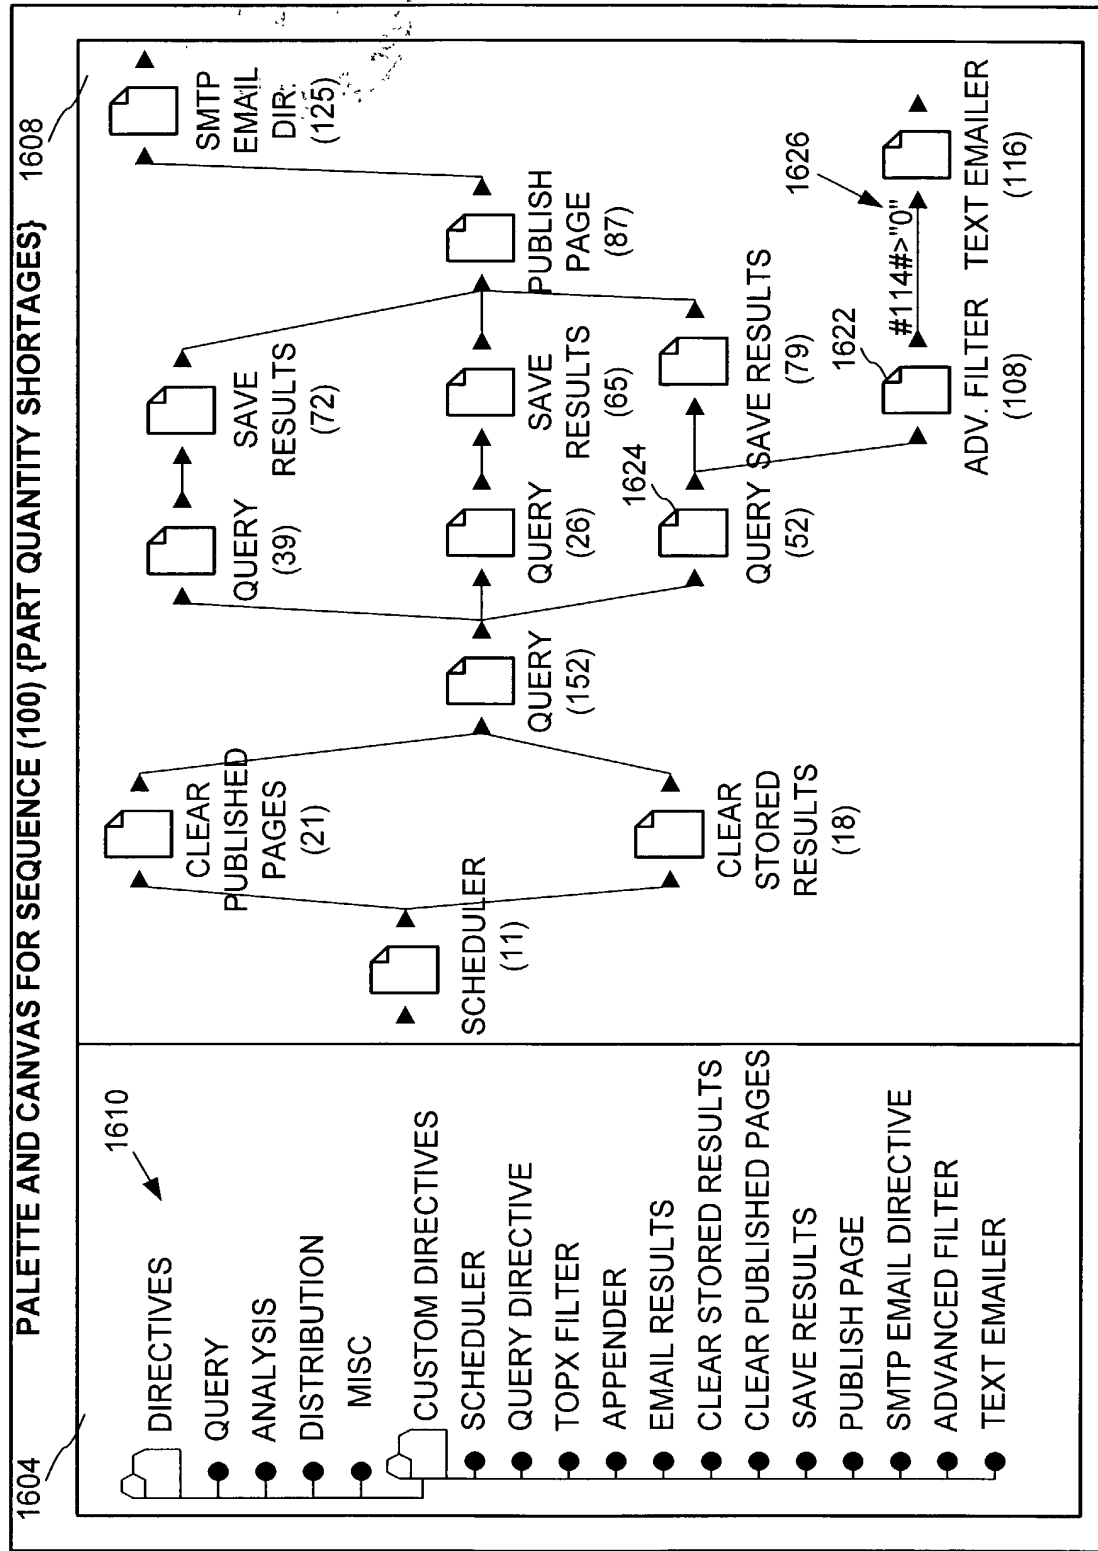 PALETTE AND CANVAS FOR SEQUENCE (100) {PART QUANTITY SHORTAGES}
1604
1608
1610
DIRECTIVES
QUERY
ANALYSIS
DISTRIBUTION
MISC
CUSTOM DIRECTIVES
SCHEDULER
QUERY DIRECTIVE
TOPX FILTER
APPENDER
EMAIL RESULTS
CLEAR STORED RESULTS
CLEAR PUBLISHED PAGES
SAVE RESULTS
PUBLISH PAGE
SMTP EMAIL DIRECTIVE
ADVANCED FILTER
TEXT EMAILER
SCHEDULER
(11)
CLEAR
PUBLISHED
PAGES
(21)
CLEAR
STORED
RESULTS
(18)
QUERY
(152)
QUERY
(39)
QUERY
(26)
1624
QUERY
(52)
SAVE
RESULTS
(72)
SAVE
RESULTS
(65)
SAVE RESULTS
(79)
PUBLISH
PAGE
(87)
SMTP
EMAIL
DIR.
(125)
1622
ADV. FILTER
(108)
#114#>"0"
1626
TEXT EMAILER
(116)